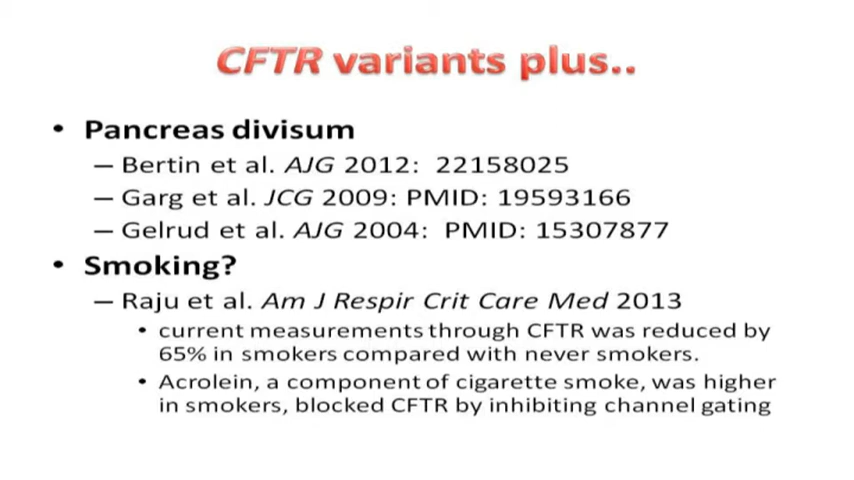 CFTR variants plus..
• Pancreas divisum
– Bertin et al. AJG 2012: 22158025
– Garg et al. JCG 2009: PMID: 19593166
– Gelrud et al. AJG 2004: PMID: 15307877
• Smoking?
– Raju et al. Am J Respir Crit Care Med 2013
• current measurements through CFTR was reduced by
65% in smokers compared with never smokers.
• Acrolein, a component of cigarette smoke, was higher
in smokers, blocked CFTR by inhibiting channel gating